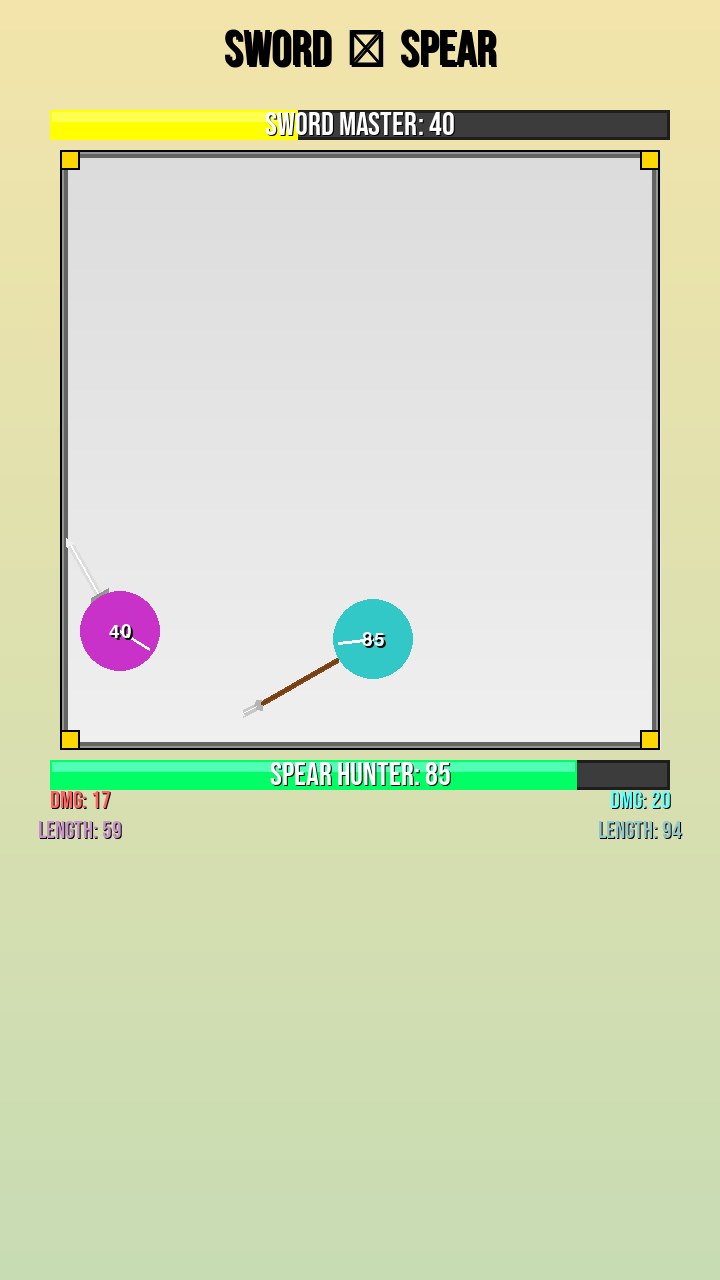 SWORD ☒ SPEAR
SWORD MASTER: 40
40
85
SPEAR HUNTER: 85
DMG: 17
DMG: 20
LENGTH: 59
LENGTH: 94